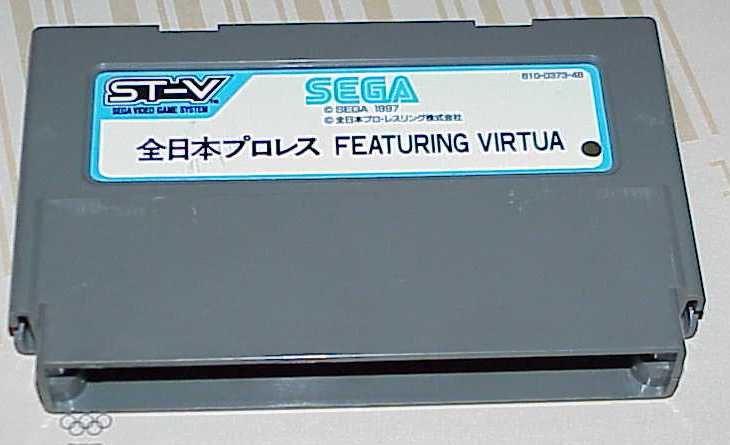 ST-V™
SEGA VIDEO GAME SYSTEM
SEGA
610-0373-48
© SEGA 1997
© 全日本プロ・レスリング株式会社
全日本プロレス FEATURING VIRTUA